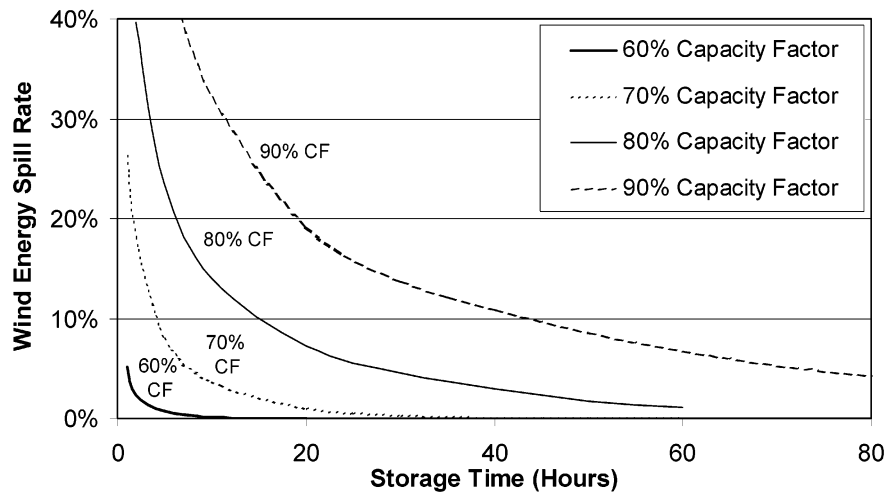 40%
30%
20%
10%
0%
Wind Energy Spill Rate
60% Capacity Factor
70% Capacity Factor
80% Capacity Factor
90% Capacity Factor
90% CF
80% CF
70%
CF
60%
CF
0
20
40
60
80
Storage Time (Hours)